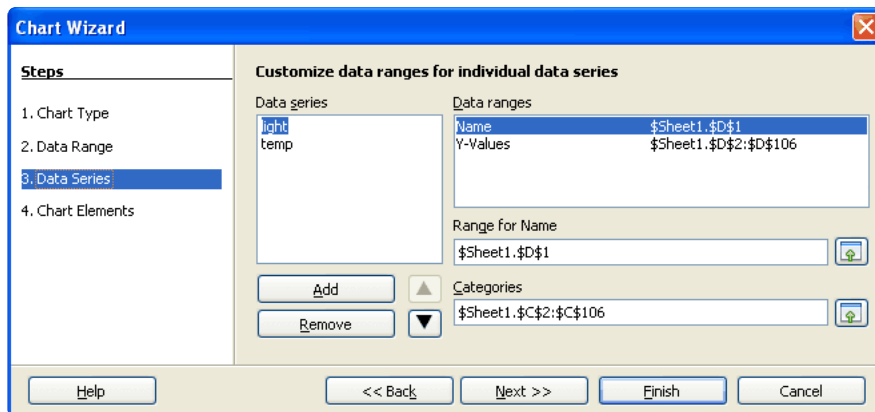 Chart Wizard
Steps
1. Chart Type
2. Data Range
3. Data Series
4. Chart Elements
Customize data ranges for individual data series
Data series
light
temp
Add
Remove
Data ranges
Name $Sheet1.$D$1
Y-Values $Sheet1.$D$2:$D$106
Range for Name
$Sheet1.$D$1
Categories
$Sheet1.$C$2:$C$106
Help
<< Back
Next >>
Finish
Cancel